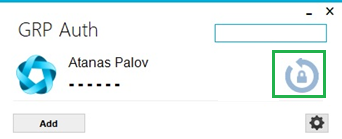 GRP Auth
Atanas Palov
- - - - - -
Add